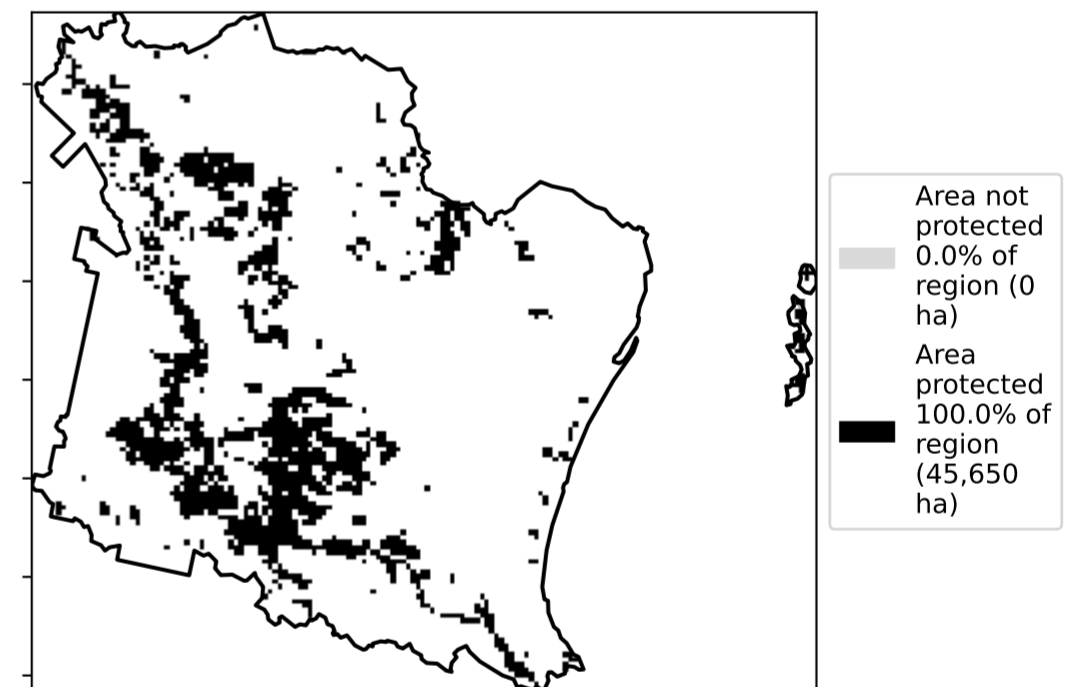 Area not
protected
0.0% of
region (0
ha)
Area
protected
100.0% of
region
(45,650
ha)